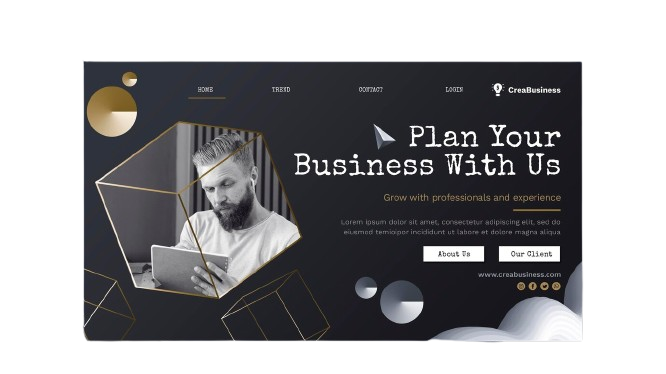 HOME TREND CONTACT LOGIN CreaBusiness
Plan Your
Business With Us
Grow with professionals and experience
Lorem ipsum dolor sit amet, consectetur adipiscing elit, sed do
eiusmod temioipor incididunt ut labore et dolore magna aliqua
About Us Our Client
www.creabusiness.com